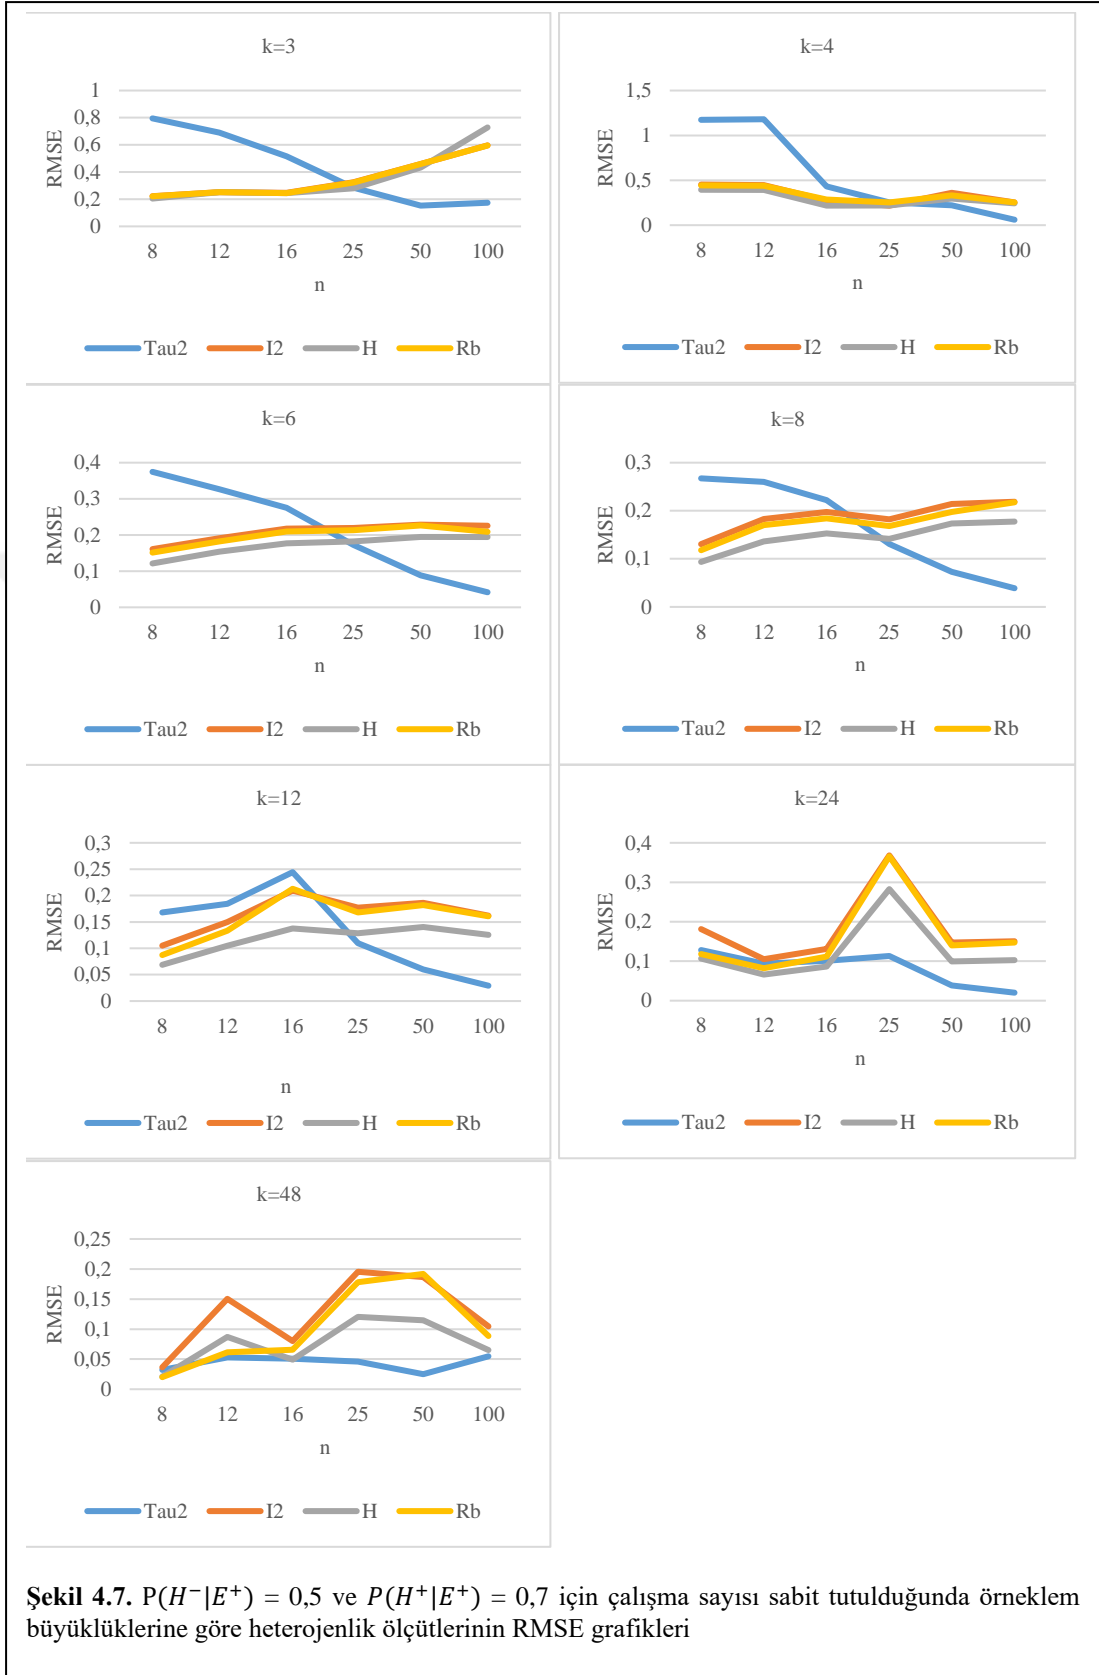 k=3
1
0,8
0,6
0,4
0,2
0
RMSE
8 12 16 25 50 100
n
Tau2 I2 H Rb
k=4
1,5
1
0,5
0
RMSE
8 12 16 25 50 100
n
Tau2 I2 H Rb
k=6
0,4
0,3
0,2
0,1
0
RMSE
8 12 16 25 50 100
n
Tau2 I2 H Rb
k=8
0,3
0,2
0,1
0
RMSE
8 12 16 25 50 100
n
Tau2 I2 H Rb
k=12
0,3
0,25
0,2
0,15
0,1
0,05
0
RMSE
8 12 16 25 50 100
n
Tau2 I2 H Rb
k=24
0,4
0,3
0,2
0,1
0
RMSE
8 12 16 25 50 100
n
Tau2 I2 H Rb
k=48
0,25
0,2
0,15
0,1
0,05
0
RMSE
8 12 16 25 50 100
n
Tau2 I2 H Rb
Şekil 4.7. P(H⁻|E⁺) = 0,5 ve P(H⁺|E⁺) = 0,7 için çalışma sayısı sabit tutulduğunda örneklem
büyüklüklerine göre heterojenlik ölçütlerinin RMSE grafikleri